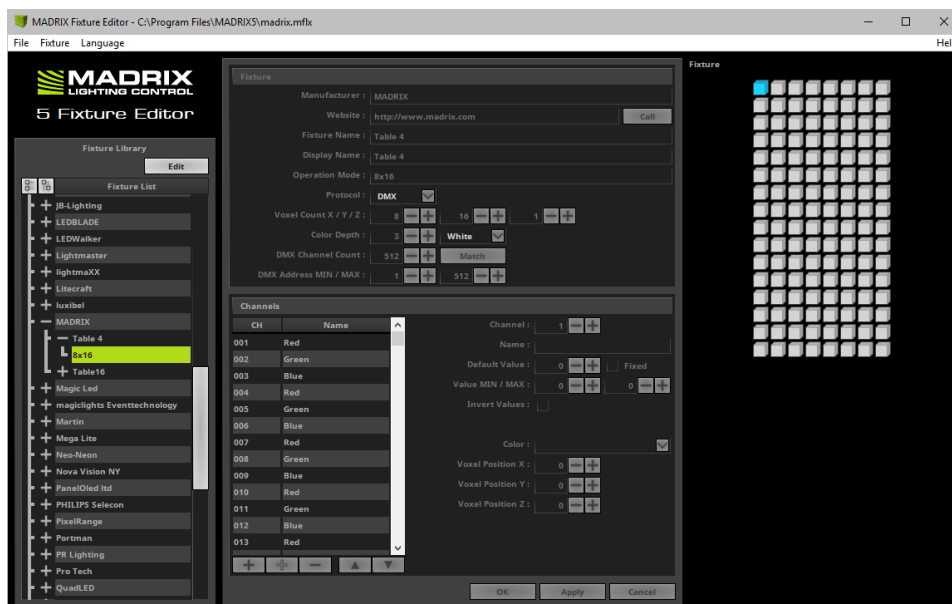 MADRIX Fixture Editor - C:\Program Files\MADRIX5\madrix.mflx
File Fixture Language Hel
MADRIX
LIGHTING CONTROL
5 Fixture Editor
Fixture Library
Edit
Fixture List
JB-Lighting
LEDBLADE
LEDWalker
Lightmaster
lightmaXX
Litecraft
luxibel
MADRIX
Table 4
8x16
Table16
Magic Led
magiclights Eventtechnology
Martin
Mega Lite
Neo-Neon
Nova Vision NY
PanelOled ltd
PHILIPS Selecon
PixelRange
Portman
PR Lighting
Pro Tech
QuadLED
Fixture
Manufacturer : MADRIX
Website : http://www.madrix.com Call
Fixture Name : Table 4
Display Name : Table 4
Operation Mode : 8x16
Protocol : DMX
Voxel Count X / Y / Z : 8 16 1
Color Depth : 3 White
DMX Channel Count : 512 Match
DMX Address MIN / MAX : 1 512
Channels
CH Name
001 Red
002 Green
003 Blue
004 Red
005 Green
006 Blue
007 Red
008 Green
009 Blue
010 Red
011 Green
012 Blue
013 Red
Channel : 1
Name :
Default Value : 0 Fixed
Value MIN / MAX : 0 0
Invert Values :
Color :
Voxel Position X : 0
Voxel Position Y : 0
Voxel Position Z : 0
OK Apply Cancel
Fixture